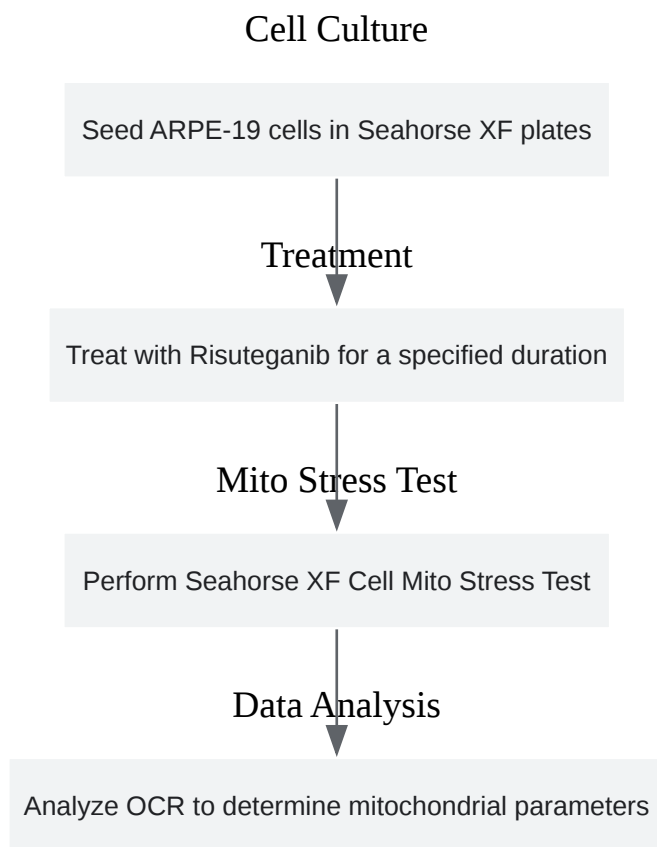 Cell Culture
Seed ARPE-19 cells in Seahorse XF plates
Treatment
Treat with Risuteganib for a specified duration
Mito Stress Test
Perform Seahorse XF Cell Mito Stress Test
Data Analysis
Analyze OCR to determine mitochondrial parameters